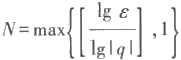 N = max{[lg ε / lg|q|], 1}